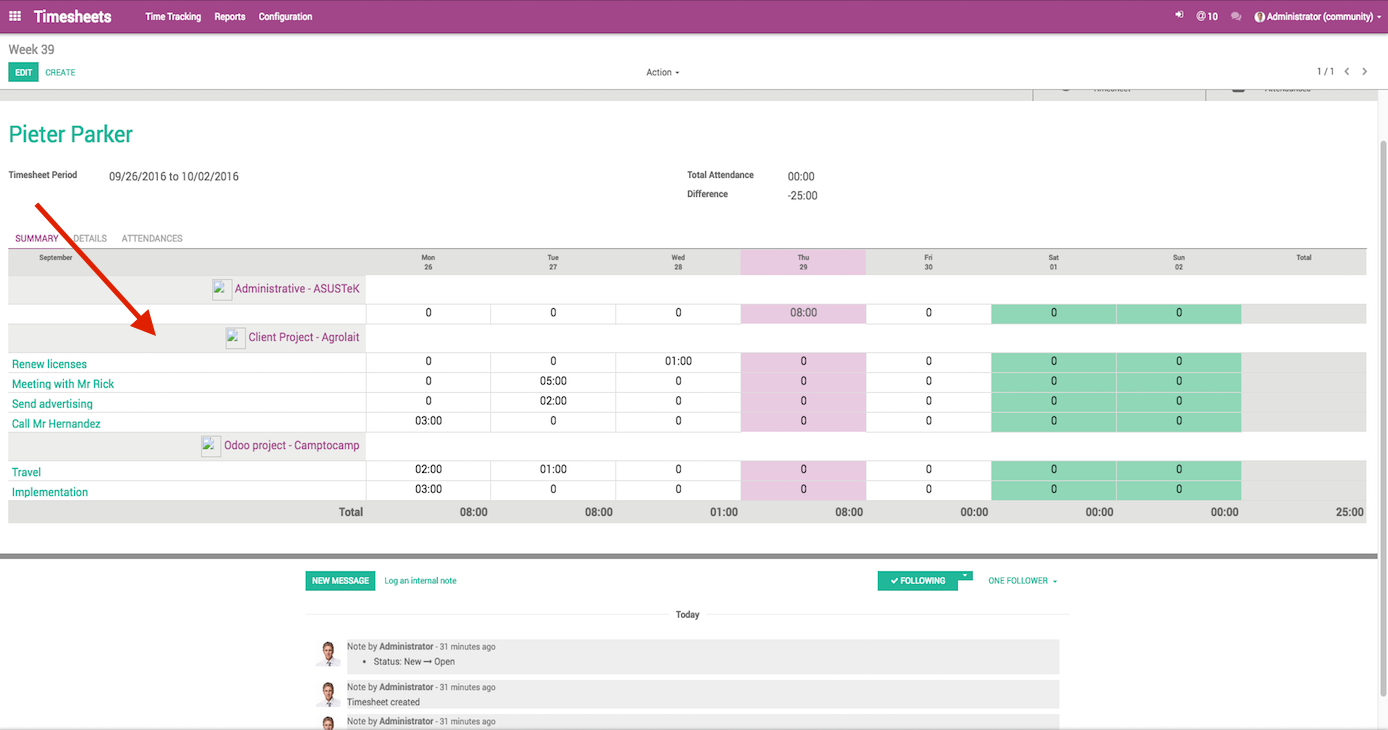 Timesheets Time Tracking Reports Configuration @ 10 Administrator (community)
Week 39
EDIT CREATE Action 1 / 1
Timesheet Attendances
Pieter Parker
Timesheet Period 09/26/2016 to 10/02/2016 Total Attendance 00:00
Difference -25:00
SUMMARY DETAILS ATTENDANCES
September Mon Tue Wed Thu Fri Sat Sun Total
26 27 28 29 30 01 02
Administrative - ASUSTeK
0 0 0 08:00 0 0 0
Client Project - Agrolait
Renew licenses 0 0 01:00 0 0 0 0
Meeting with Mr Rick 0 05:00 0 0 0 0 0
Send advertising 0 02:00 0 0 0 0 0
Call Mr Hernandez 03:00 0 0 0 0 0 0
Odoo project - Camptocamp
Travel 02:00 01:00 0 0 0 0 0
Implementation 03:00 0 0 0 0 0 0
Total 08:00 08:00 01:00 08:00 00:00 00:00 00:00 25:00
NEW MESSAGE Log an internal note FOLLOWING ONE FOLLOWER
Today
Note by Administrator - 31 minutes ago
• Status: New → Open
Note by Administrator - 31 minutes ago
Timesheet created
Note by Administrator - 31 minutes ago